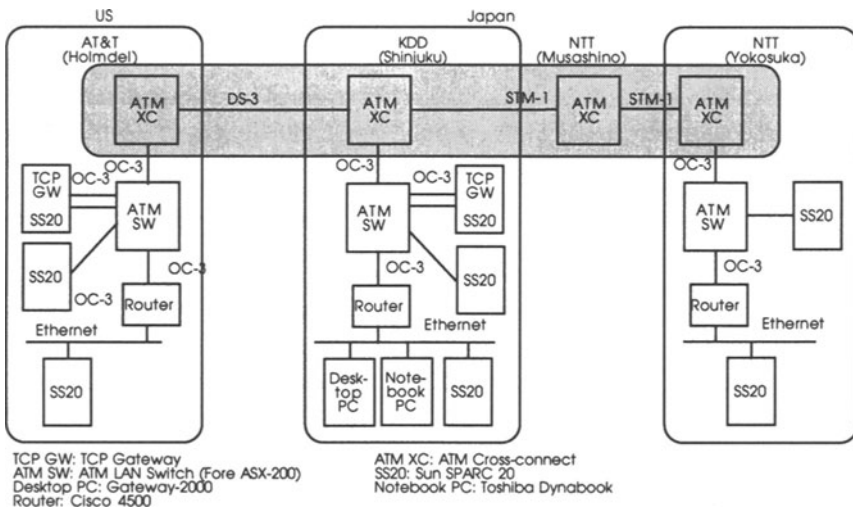 US
Japan
AT&T
(Holmdel)
KDD
(Shinjuku)
NTT
(Musashino)
NTT
(Yokosuka)
ATM
XC
DS-3
ATM
XC
STM-1
ATM
XC
STM-1
ATM
XC
OC-3
OC-3
OC-3
TCP
GW
SS20
OC-3
ATM
SW
ATM
SW
TCP
GW
SS20
ATM
SW
SS20
SS20
OC-3
OC-3
Router
OC-3
Router
SS20
OC-3
Router
Ethernet
Ethernet
Ethernet
SS20
Desk-
top
PC
Note-
book
PC
SS20
SS20
TCP GW: TCP Gateway
ATM SW: ATM LAN Switch (Fore ASX-200)
Desktop PC: Gateway-2000
Router: Cisco 4500
ATM XC: ATM Cross-connect
SS20: Sun SPARC 20
Notebook PC: Toshiba Dynabook